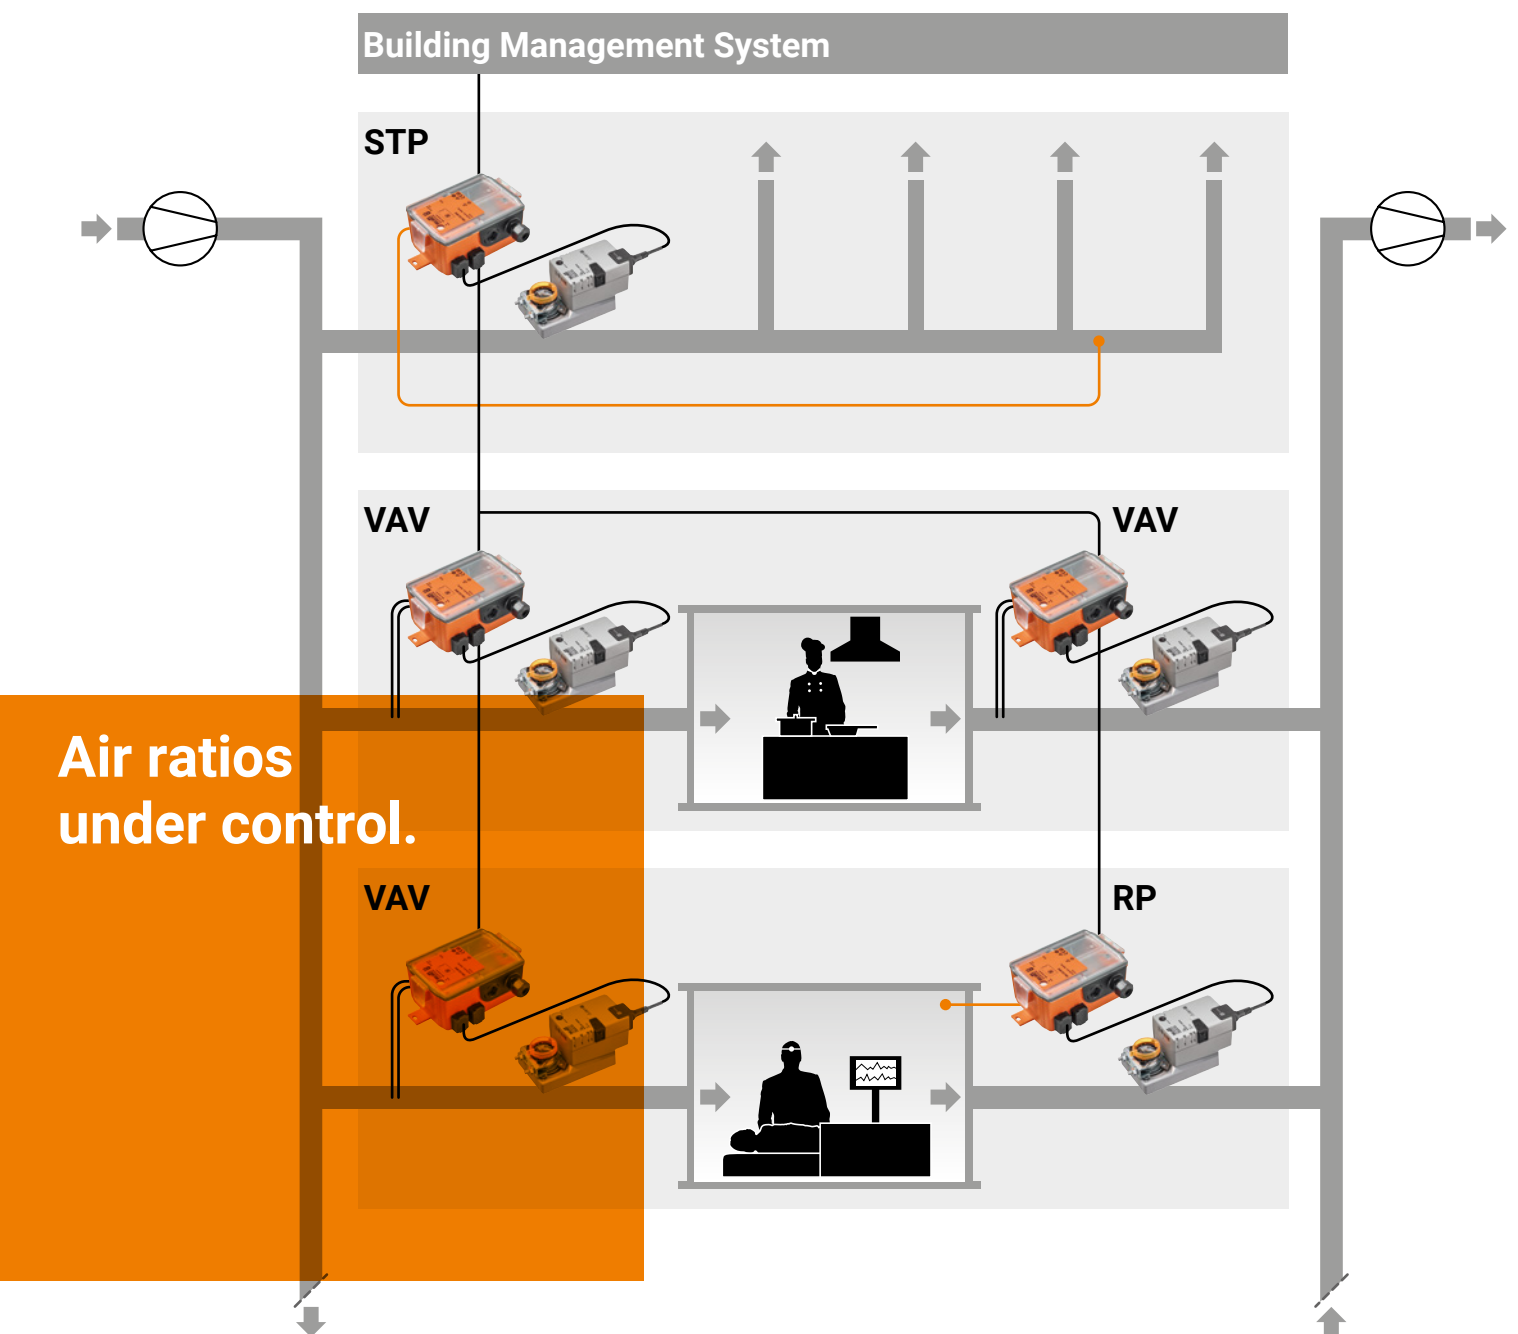 Building Management System
STP
VAV
VAV
Air ratios
under control.
VAV
RP